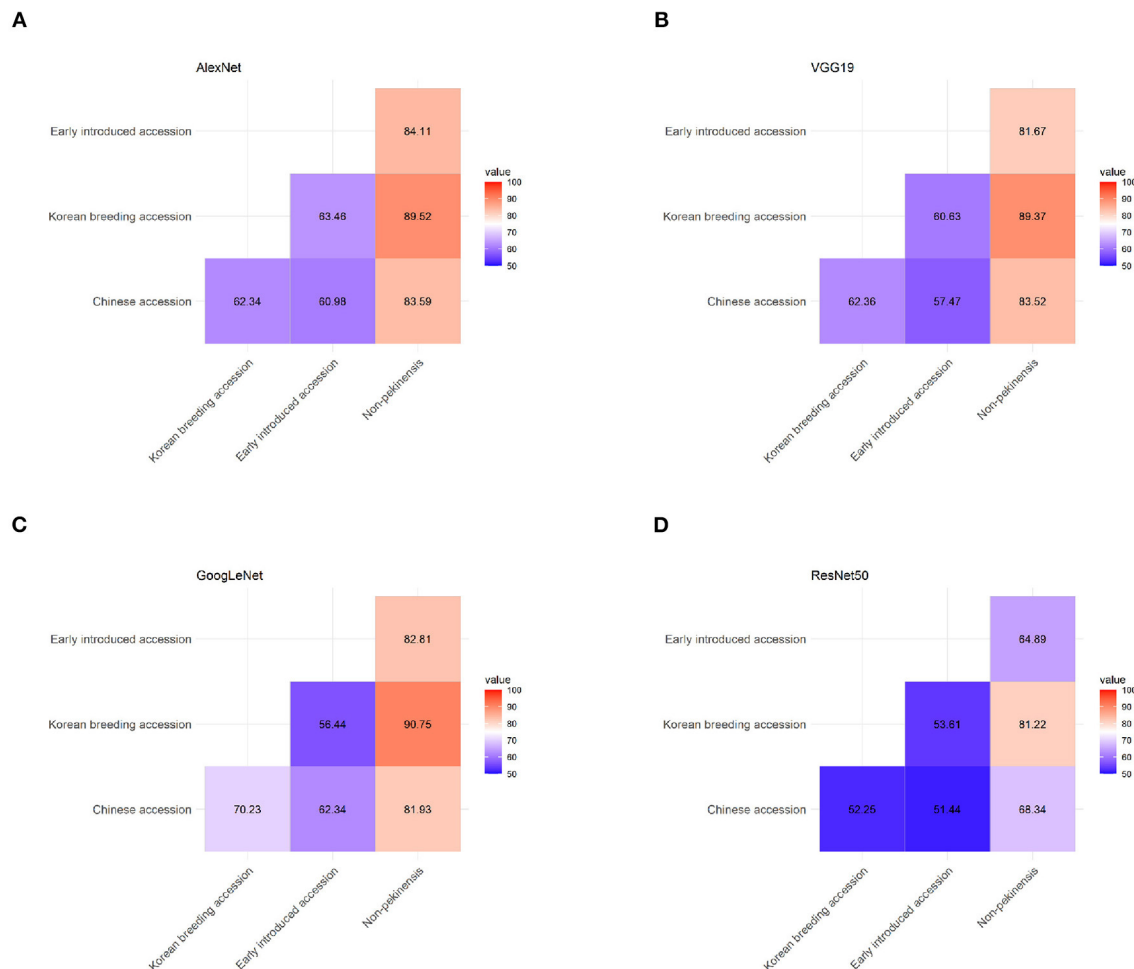 A
AlexNet
Early introduced accession
84.11
value
100
90
80
70
60
50
Korean breeding accession
63.46
89.52
Chinese accession
62.34
60.98
83.59
Korean breeding accession
Early introduced accession
Non-pekinensis
B
VGG19
Early introduced accession
81.67
value
100
90
80
70
60
50
Korean breeding accession
60.63
89.37
Chinese accession
62.36
57.47
83.52
Korean breeding accession
Early introduced accession
Non-pekinensis
C
GoogLeNet
Early introduced accession
82.81
value
100
90
80
70
60
50
Korean breeding accession
56.44
90.75
Chinese accession
70.23
62.34
81.93
Korean breeding accession
Early introduced accession
Non-pekinensis
D
ResNet50
Early introduced accession
64.89
value
100
90
80
70
60
50
Korean breeding accession
53.61
81.22
Chinese accession
52.25
51.44
68.34
Korean breeding accession
Early introduced accession
Non-pekinensis